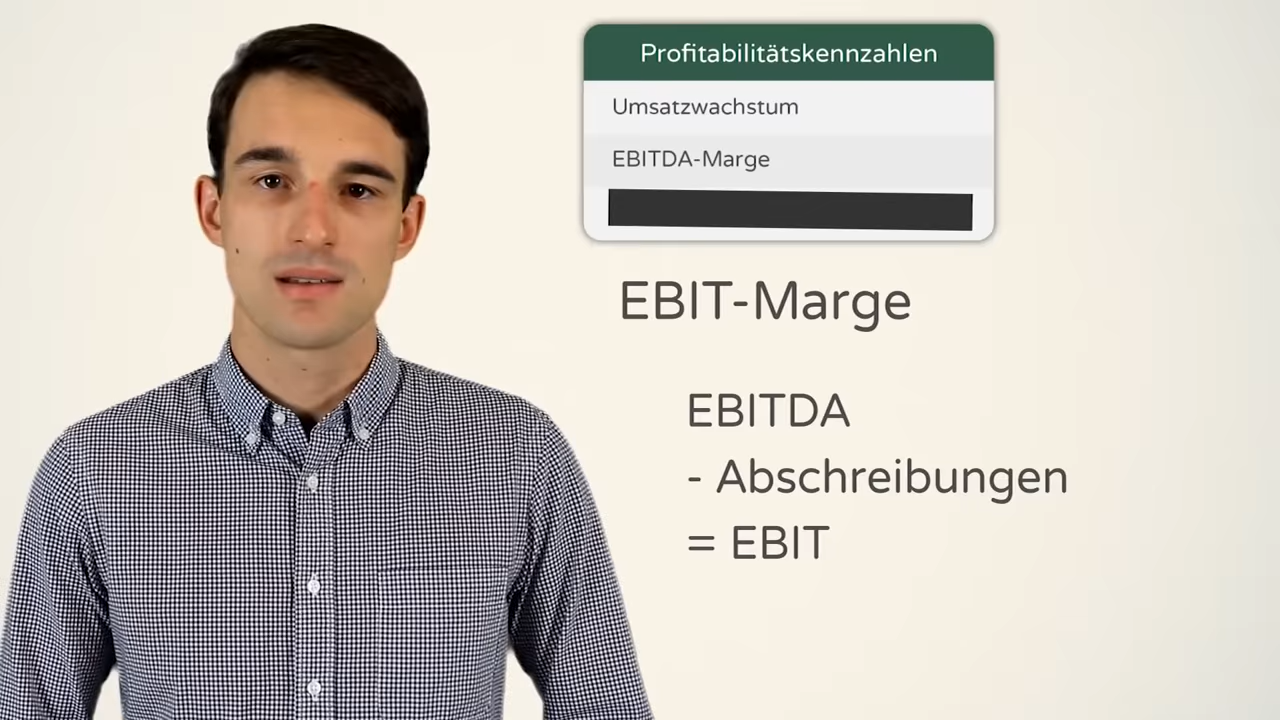 Profitabilitätskennzahlen
Umsatzwachstum
EBITDA-Marge
EBIT-Marge
EBITDA
- Abschreibungen
= EBIT